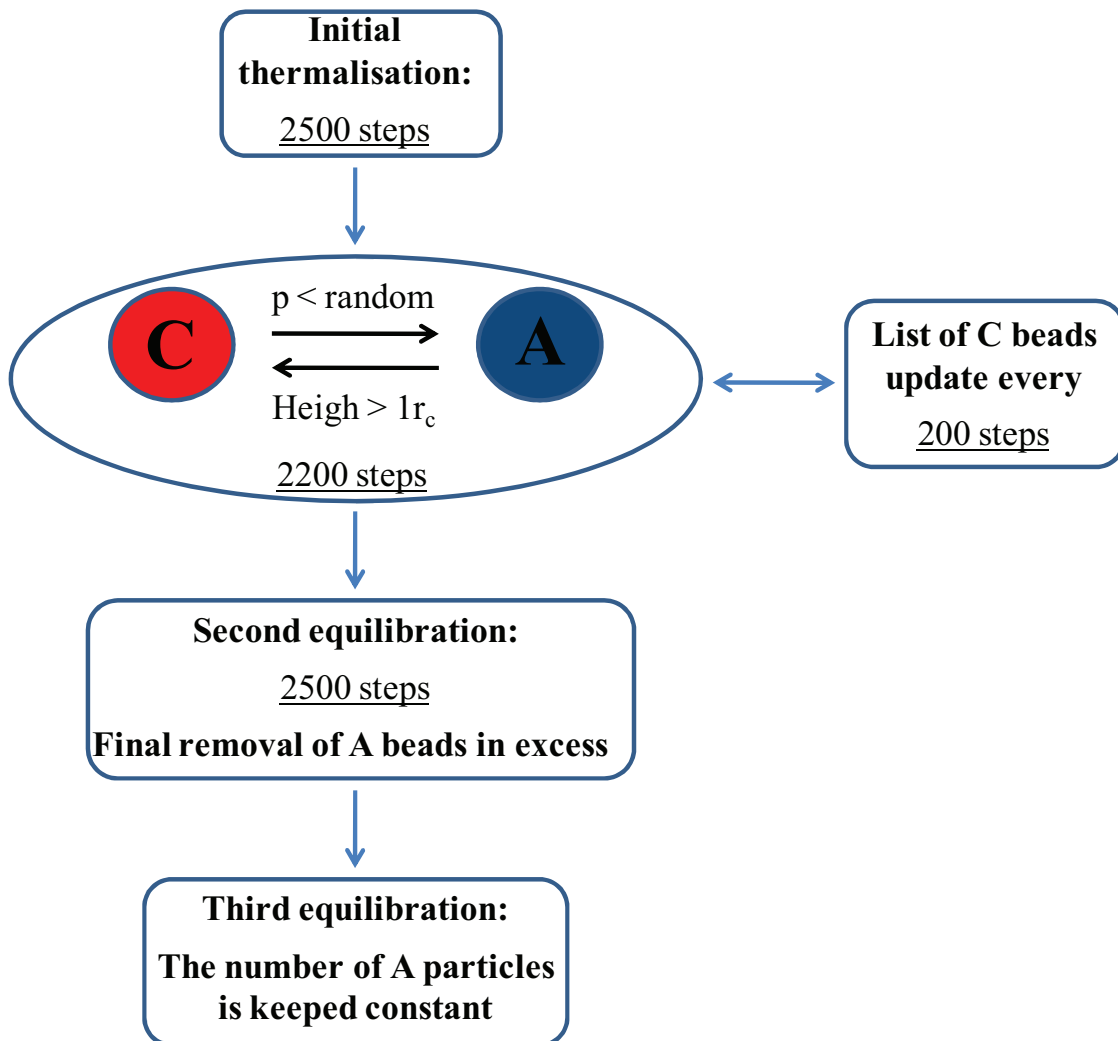 Initial
thermalisation:
2500 steps
p < random
C
A
Heigh > 1r_c
2200 steps
List of C beads
update every
200 steps
Second equilibration:
2500 steps
Final removal of A beads in excess
Third equilibration:
The number of A particles
is keeped constant